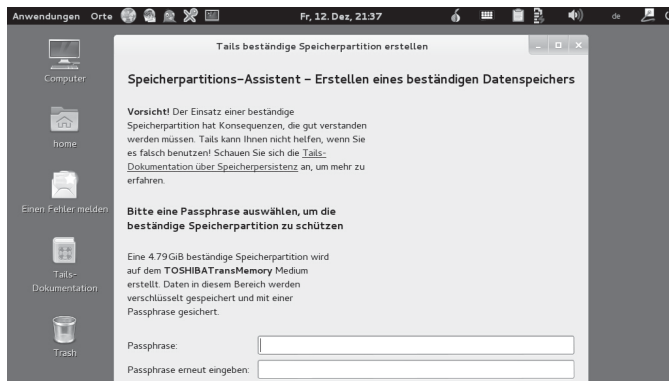 Anwendungen Orte Fr, 12. Dez, 21:37 de
Tails beständige Speicherpartition erstellen
Computer
home
Einen Fehler melden
Tails-
Dokumentation
Trash
Speicherpartitions-Assistent - Erstellen eines beständigen Datenspeichers
Vorsicht! Der Einsatz einer beständige
Speicherpartition hat Konsequenzen, die gut verstanden
werden müssen. Tails kann Ihnen nicht helfen, wenn Sie
es falsch benutzen! Schauen Sie sich die Tails-
Dokumentation über Speicherpersistenz an, um mehr zu
erfahren.
Bitte eine Passphrase auswählen, um die
beständige Speicherpartition zu schützen
Eine 4.79GiB beständige Speicherpartition wird
auf dem TOSHIBATransMemory Medium
erstellt. Daten in diesem Bereich werden
verschlüsselt gespeichert und mit einer
Passphrase gesichert.
Passphrase:
Passphrase erneut eingeben: